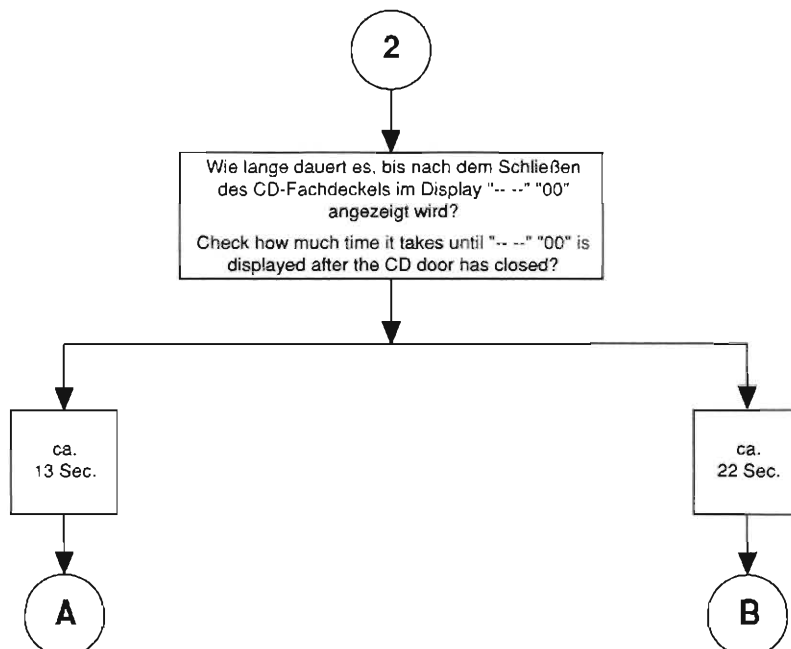 2
Wie lange dauert es, bis nach dem Schließen
des CD-Fachdeckels im Display "-- --" "00"
angezeigt wird?
Check how much time it takes until "-- --" "00" is
displayed after the CD door has closed?
ca.
13 Sec.
ca.
22 Sec.
A
B